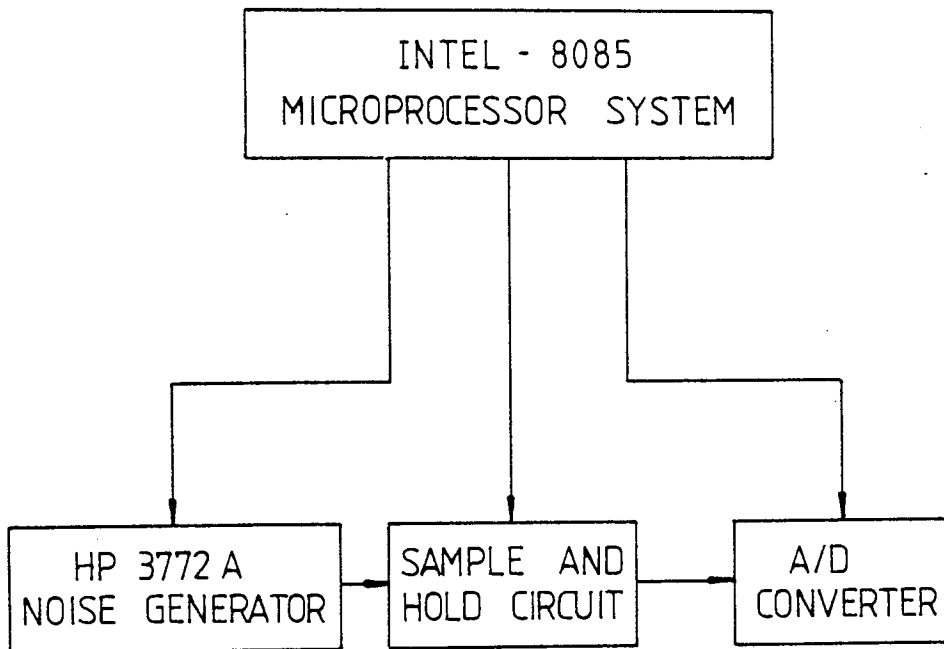 INTEL - 8085
MICROPROCESSOR SYSTEM
HP 3772 A
NOISE GENERATOR
SAMPLE AND
HOLD CIRCUIT
A/D
CONVERTER